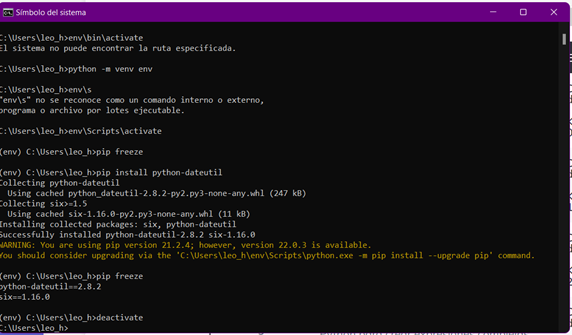 Símbolo del sistema
C:\Users\leo_h>env\bin\activate
El sistema no puede encontrar la ruta especificada.
C:\Users\leo_h>python -m venv env
C:\Users\leo_h>env\s
"env\s" no se reconoce como un comando interno o externo,
programa o archivo por lotes ejecutable.
C:\Users\leo_h>env\Scripts\activate
(env) C:\Users\leo_h>pip freeze
(env) C:\Users\leo_h>pip install python-dateutil
Collecting python-dateutil
Using cached python_dateutil-2.8.2-py2.py3-none-any.whl (247 kB)
Collecting six>=1.5
Using cached six-1.16.0-py2.py3-none-any.whl (11 kB)
Installing collected packages: six, python-dateutil
Successfully installed python-dateutil-2.8.2 six-1.16.0
WARNING: You are using pip version 21.2.4; however, version 22.0.3 is available.
You should consider upgrading via the 'C:\Users\leo_h\env\Scripts\python.exe -m pip install --upgrade pip' command.
(env) C:\Users\leo_h>pip freeze
python-dateutil==2.8.2
six==1.16.0
(env) C:\Users\leo_h>deactivate
C:\Users\leo_h>